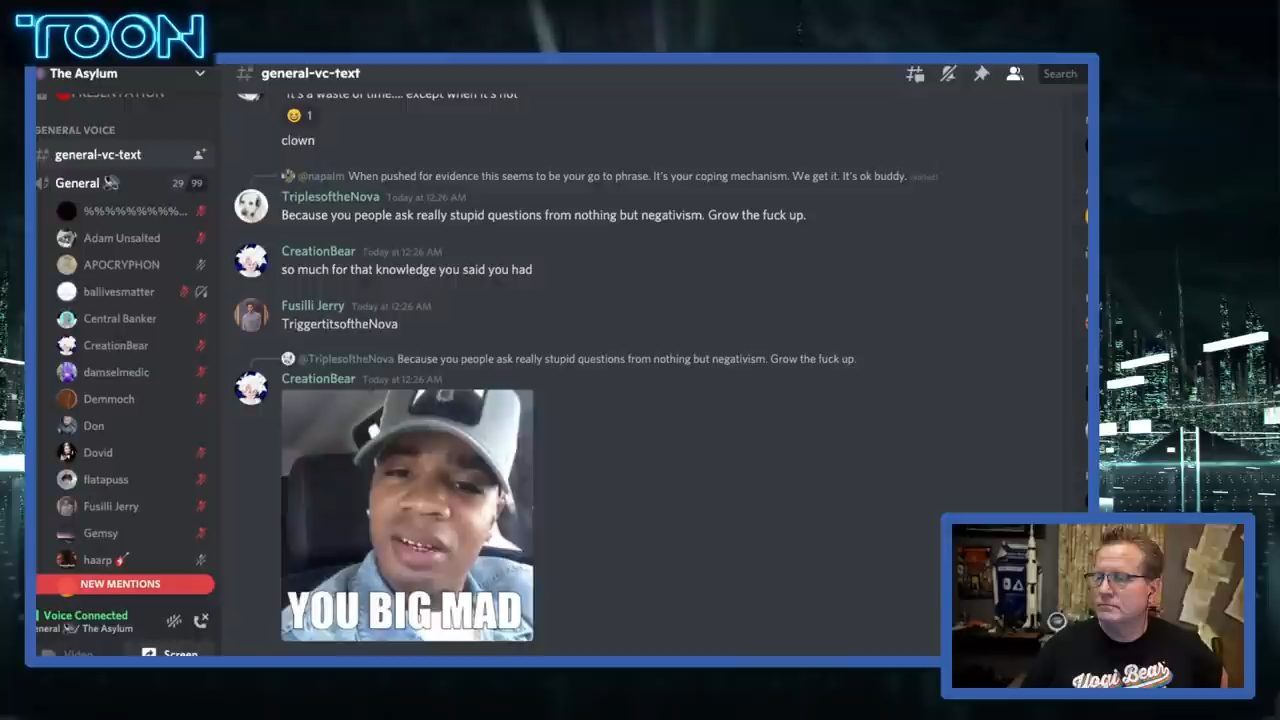 TOON
The Asylum
general-vc-text
Search
PRESENTATION
It's a waste of time.... except when it's not
1
GENERAL VOICE
clown
general-vc-text
@napalm When pushed for evidence this seems to be your go to phrase. It's your coping mechanism. We get it. It's ok buddy. (edited)
General
29 99
TriplesoftheNova Today at 12:26 AM
Because you people ask really stupid questions from nothing but negativism. Grow the fuck up.
%%%%%%%%%...
Adam Unsalted
CreationBear Today at 12:26 AM
so much for that knowledge you said you had
APOCRYPHON
ballivesmatter
Fusilli Jerry Today at 12:26 AM
TriggertitsoftheNova
Central Banker
CreationBear
@TriplesoftheNova Because you people ask really stupid questions from nothing but negativism. Grow the fuck up.
damselmedic
CreationBear Today at 12:26 AM
Demmoch
Don
Dovid
flatapuss
Fusilli Jerry
Gemsy
haarp
NEW MENTIONS
YOU BIG MAD
Voice Connected
eneral / The Asylum
Video
Screen
Yogi Bear